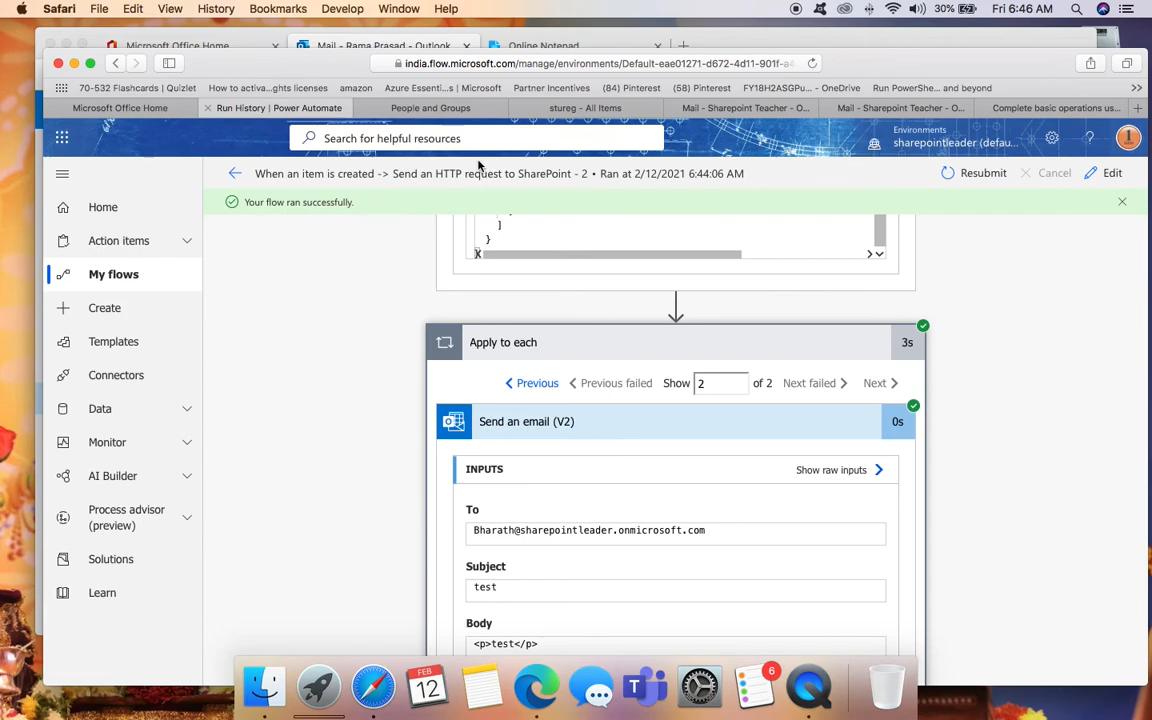 Safari File Edit View History Bookmarks Develop Window Help 30% Fri 6:46 AM
Microsoft Office Home Mail - Rama Prasad - Outlook Online Notepad
india.flow.microsoft.com/manage/environments/Default-eae01271-d672-4d11-901f-a4
70-532 Flashcards | Quizlet How to activa...ghts licenses amazon Azure Essenti...s | Microsoft Partner Incentives (84) Pinterest (58) Pinterest FY18H2ASGPu... - OneDrive Run PowerShe...and beyond
Microsoft Office Home Run History | Power Automate People and Groups stureg - All Items Mail - Sharepoint Teacher - O... Mail - Sharepoint Teacher - O... Complete basic operations us...
Search for helpful resources
Environments
sharepointleader (defau...
When an item is created -> Send an HTTP request to SharePoint - 2 • Ran at 2/12/2021 6:44:06 AM Resubmit Cancel Edit
Your flow ran successfully.
Home
Action items
My flows
Create
Templates
Connectors
Data
Monitor
AI Builder
Process advisor
(preview)
Solutions
Learn
]
}
Apply to each 3s
Previous Previous failed Show 2 of 2 Next failed Next
Send an email (V2) 0s
INPUTS Show raw inputs
To
Bharath@sharepointleader.onmicrosoft.com
Subject
test
Body
<p>test</p>
FEB
12
6